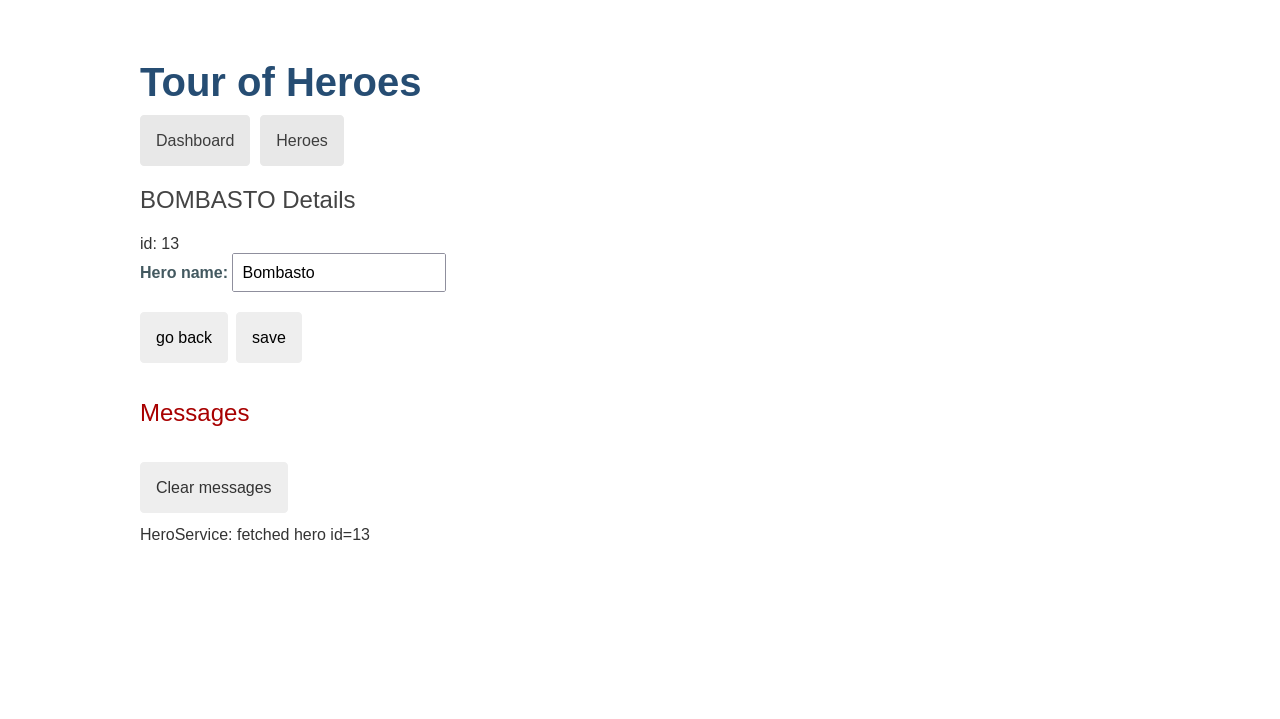 Tour of Heroes
Dashboard Heroes
BOMBASTO Details
id: 13
Hero name: Bombasto
go back save
Messages
Clear messages
HeroService: fetched hero id=13